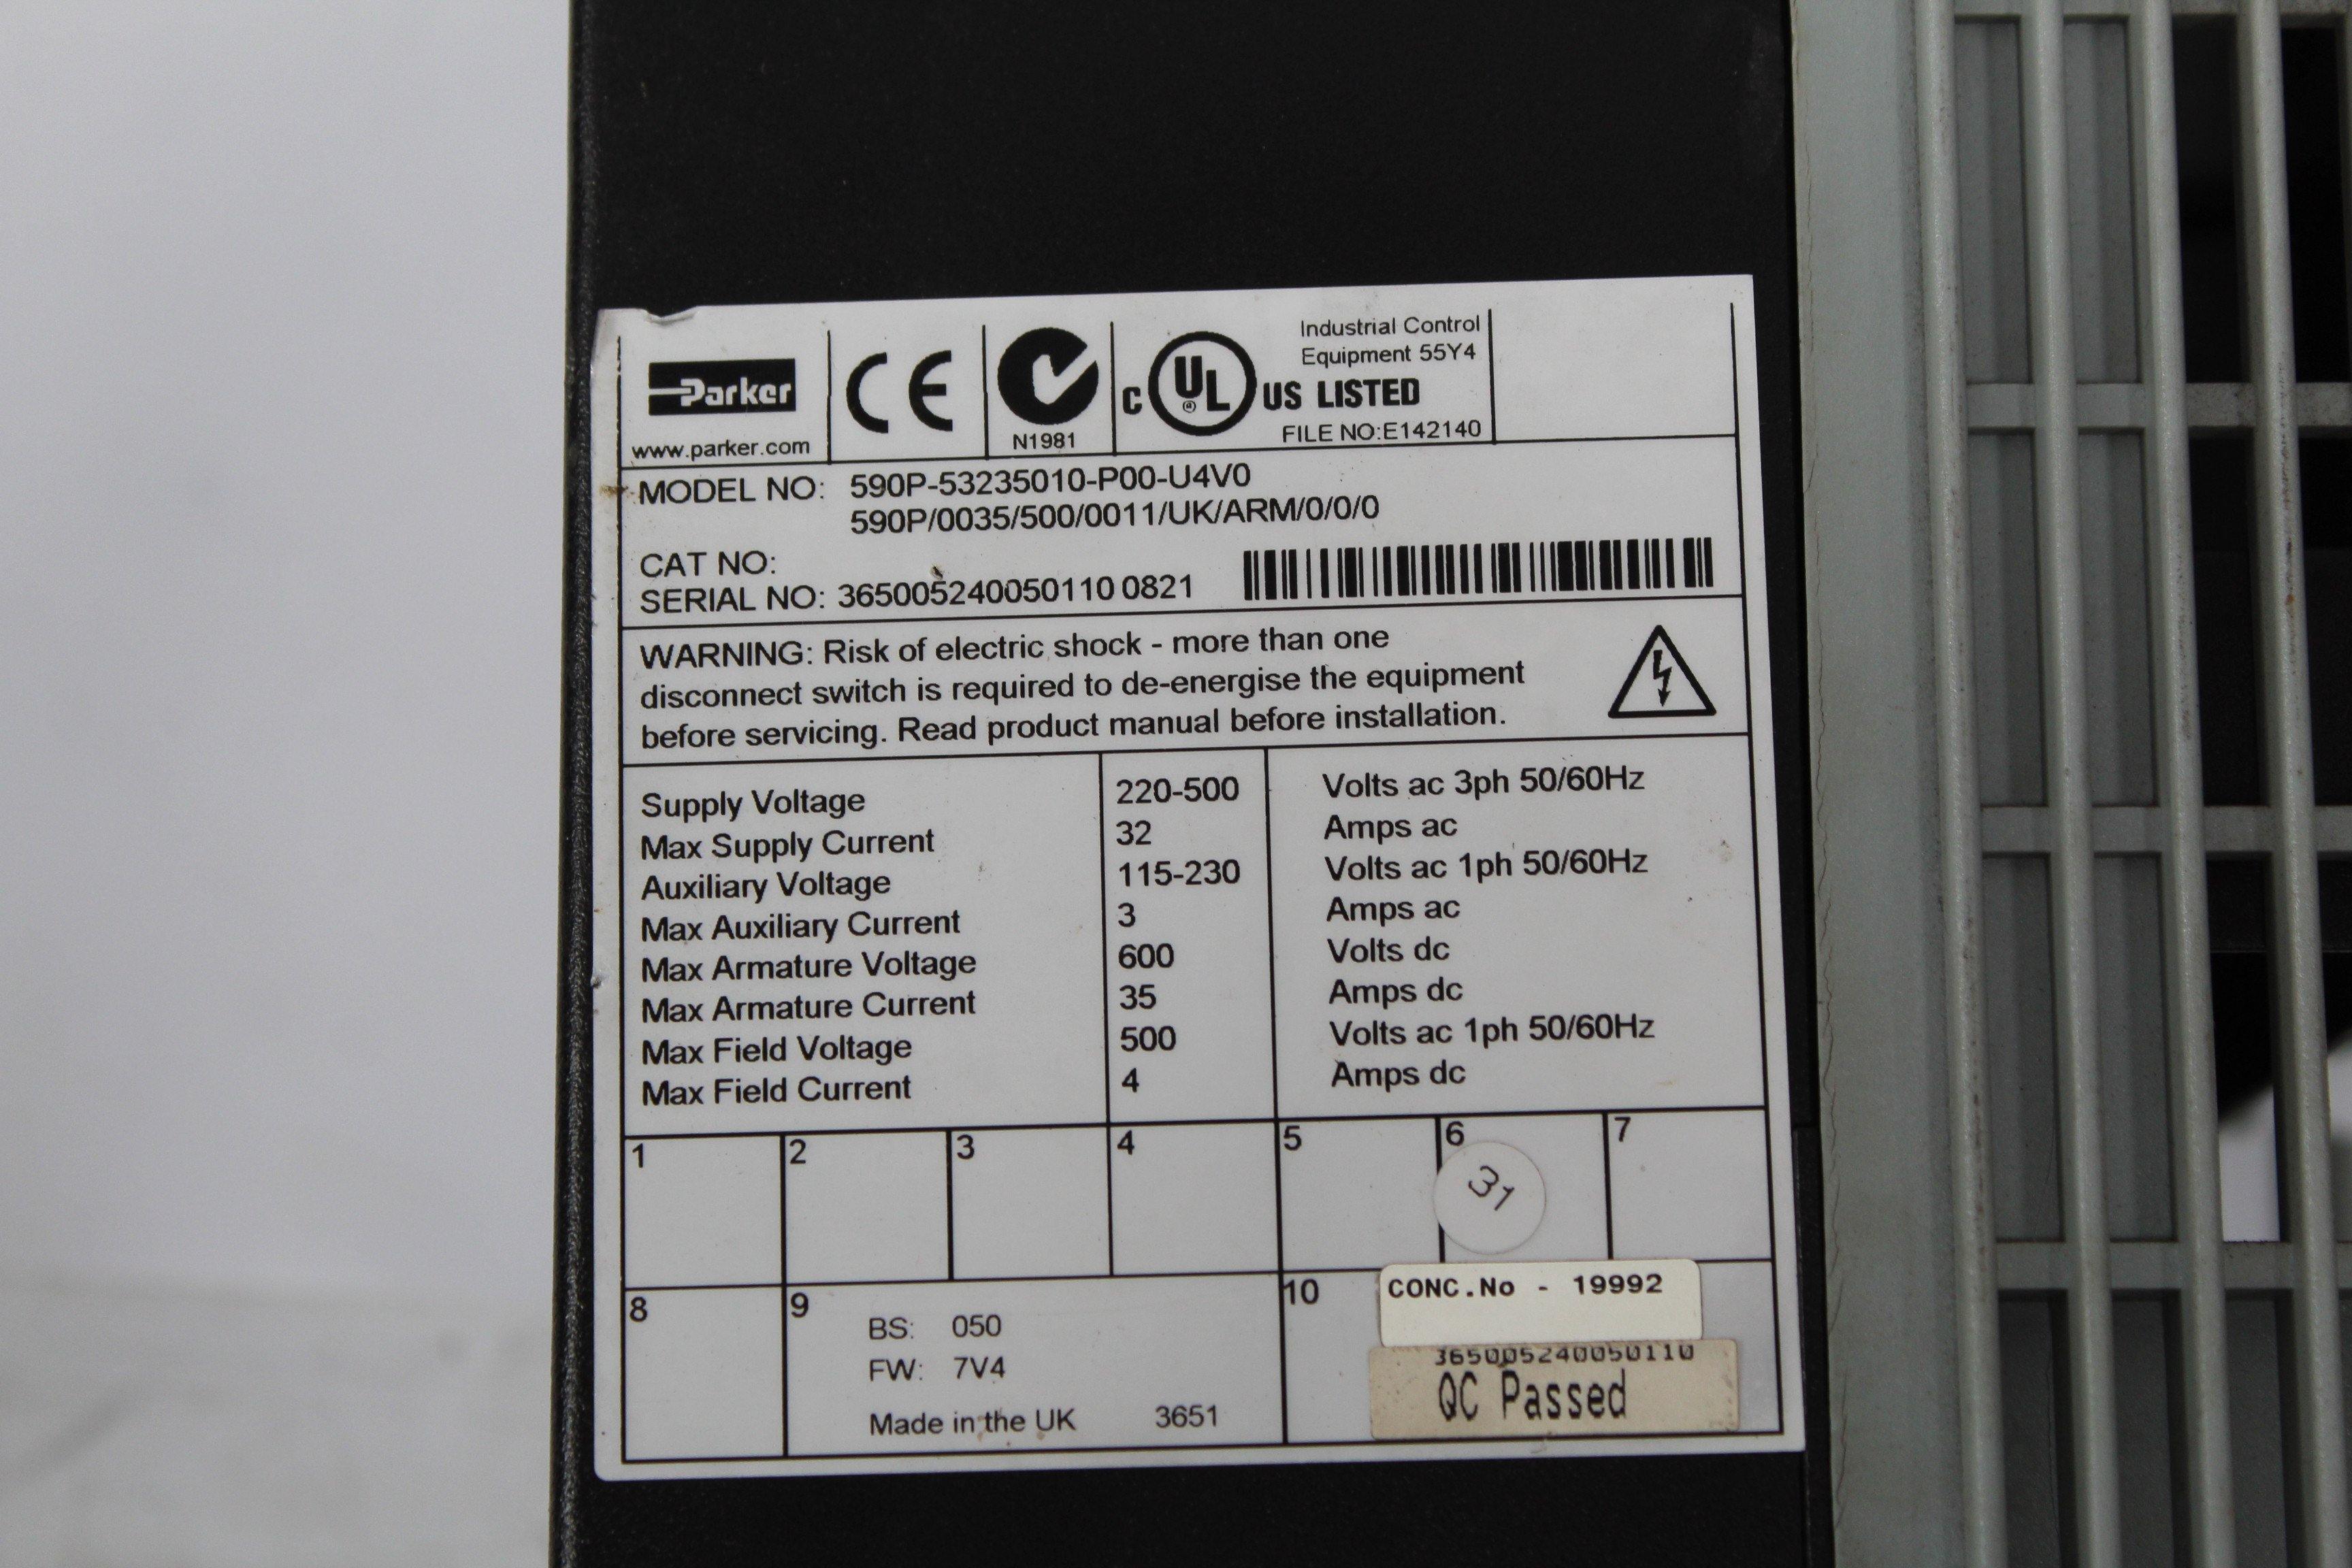 Parker
www.parker.com
CE
N1981
C UL US LISTED
Industrial Control
Equipment 55Y4
FILE NO:E142140
MODEL NO: 590P-53235010-P00-U4V0
590P/0035/500/0011/UK/ARM/0/0/0
CAT NO:
SERIAL NO: 365005240050110 0821
WARNING: Risk of electric shock - more than one
disconnect switch is required to de-energise the equipment
before servicing. Read product manual before installation.
Supply Voltage 220-500 Volts ac 3ph 50/60Hz
Max Supply Current 32 Amps ac
Auxiliary Voltage 115-230 Volts ac 1ph 50/60Hz
Max Auxiliary Current 3 Amps ac
Max Armature Voltage 600 Volts dc
Max Armature Current 35 Amps dc
Max Field Voltage 500 Volts ac 1ph 50/60Hz
Max Field Current 4 Amps dc
1 2 3 4 5 6 7
31
8 9 10
BS: 050
FW: 7V4
Made in the UK 3651
CONC.No - 19992
365005240050110
QC Passed